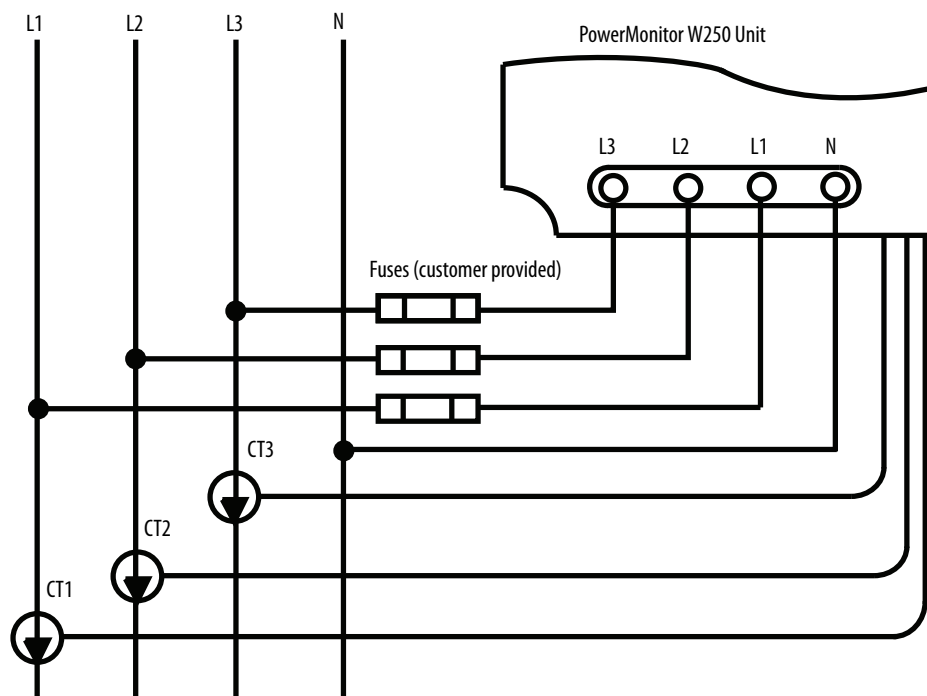 L1 L2 L3 N
PowerMonitor W250 Unit
L3 L2 L1 N
Fuses (customer provided)
CT3
CT2
CT1